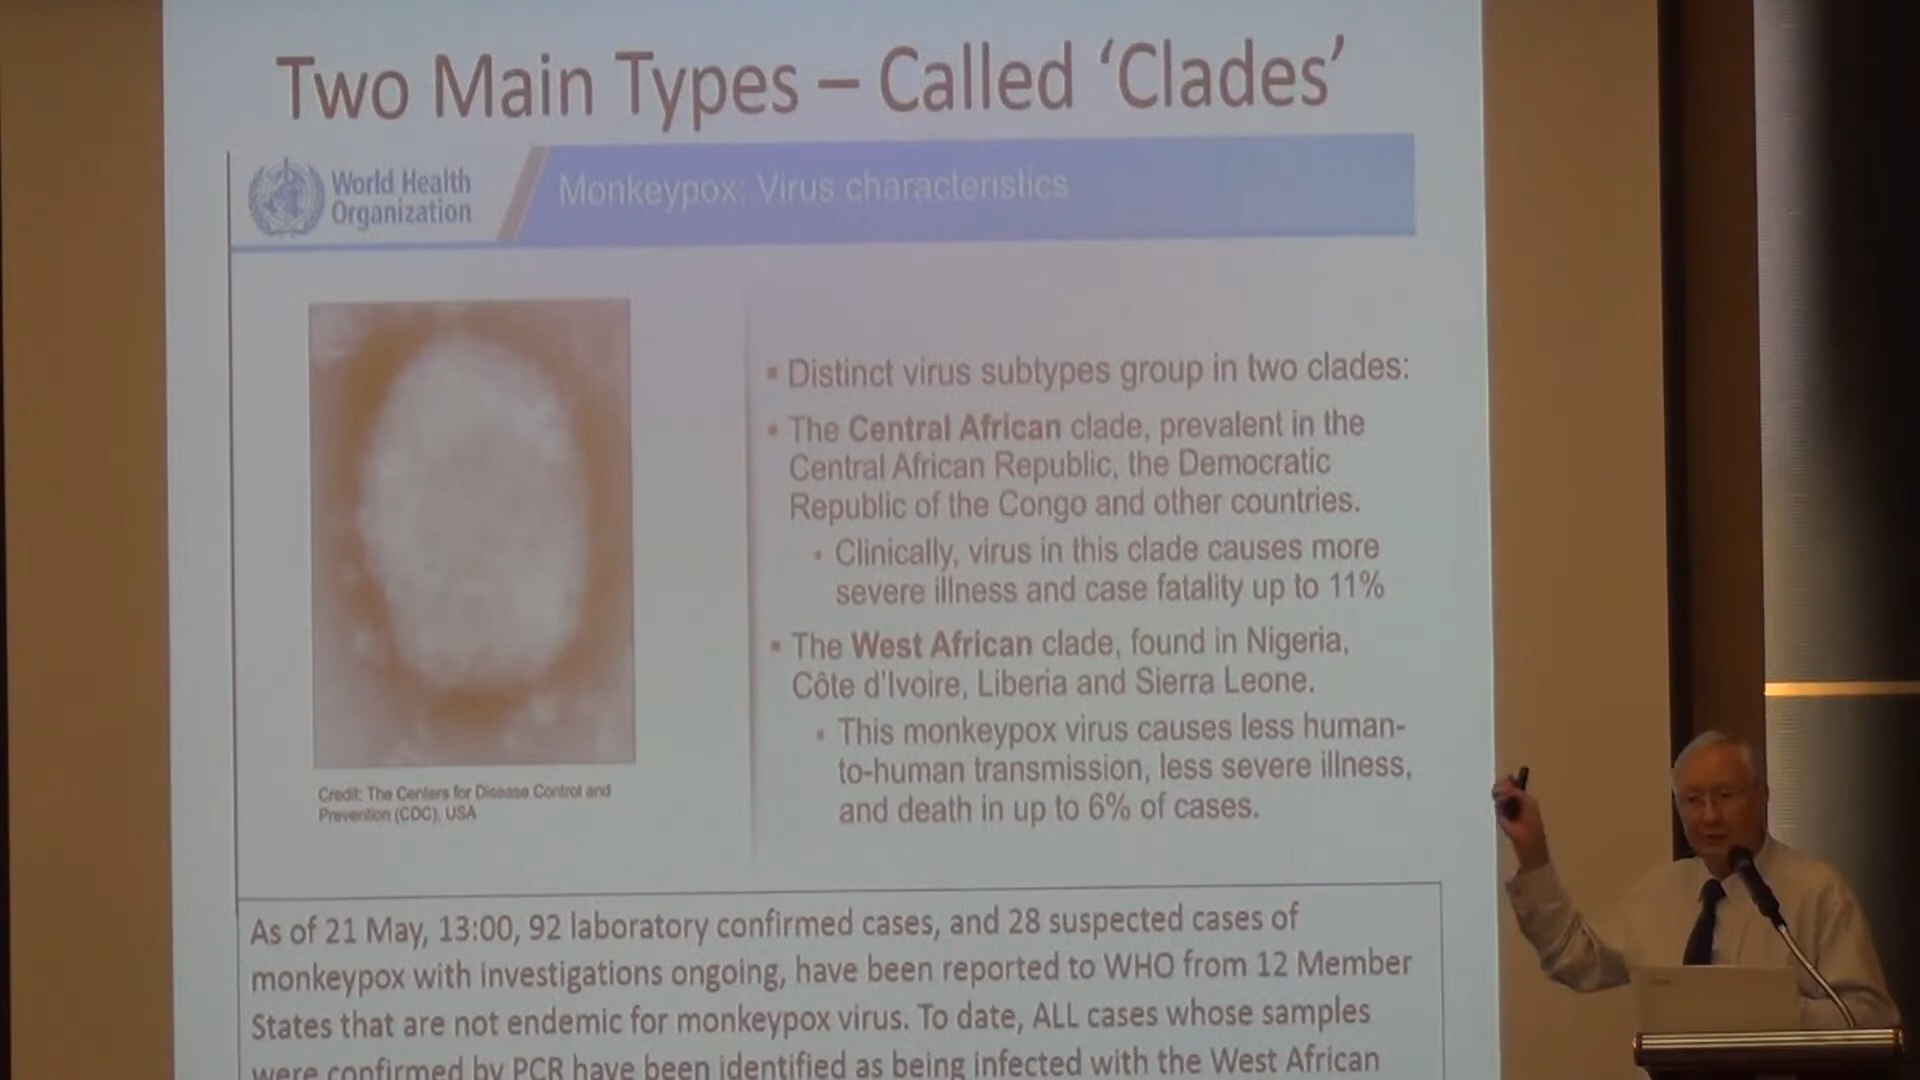 Two Main Types – Called ‘Clades’
World Health
Organization
Monkeypox: Virus characteristics
▪ Distinct virus subtypes group in two clades:
▪ The Central African clade, prevalent in the
Central African Republic, the Democratic
Republic of the Congo and other countries.
▪ Clinically, virus in this clade causes more
severe illness and case fatality up to 11%
▪ The West African clade, found in Nigeria,
Côte d'Ivoire, Liberia and Sierra Leone.
▪ This monkeypox virus causes less human-
to-human transmission, less severe illness,
and death in up to 6% of cases.
Credit: The Centers for Disease Control and
Prevention (CDC), USA
As of 21 May, 13:00, 92 laboratory confirmed cases, and 28 suspected cases of
monkeypox with investigations ongoing, have been reported to WHO from 12 Member
States that are not endemic for monkeypox virus. To date, ALL cases whose samples
were confirmed by PCR have been identified as being infected with the West African